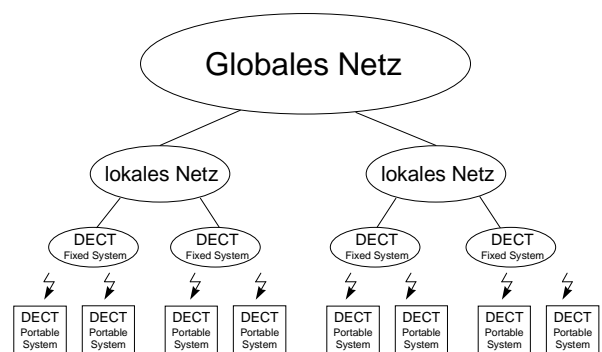 Globales Netz
lokales Netz
lokales Netz
DECT
Fixed System
DECT
Fixed System
DECT
Fixed System
DECT
Fixed System
DECT
Portable
System
DECT
Portable
System
DECT
Portable
System
DECT
Portable
System
DECT
Portable
System
DECT
Portable
System
DECT
Portable
System
DECT
Portable
System